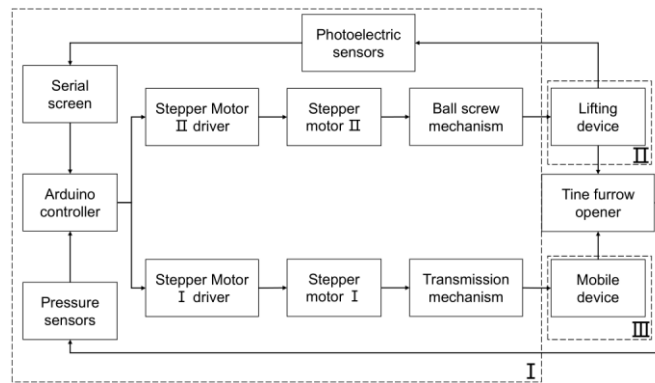 Photoelectric
sensors
Serial
screen
Stepper Motor
Ⅱ driver
Stepper
motor Ⅱ
Ball screw
mechanism
Lifting
device
Ⅱ
Arduino
controller
Tine furrow
opener
Stepper Motor
Ⅰ driver
Stepper
motor Ⅰ
Transmission
mechanism
Mobile
device
Pressure
sensors
Ⅲ
Ⅰ